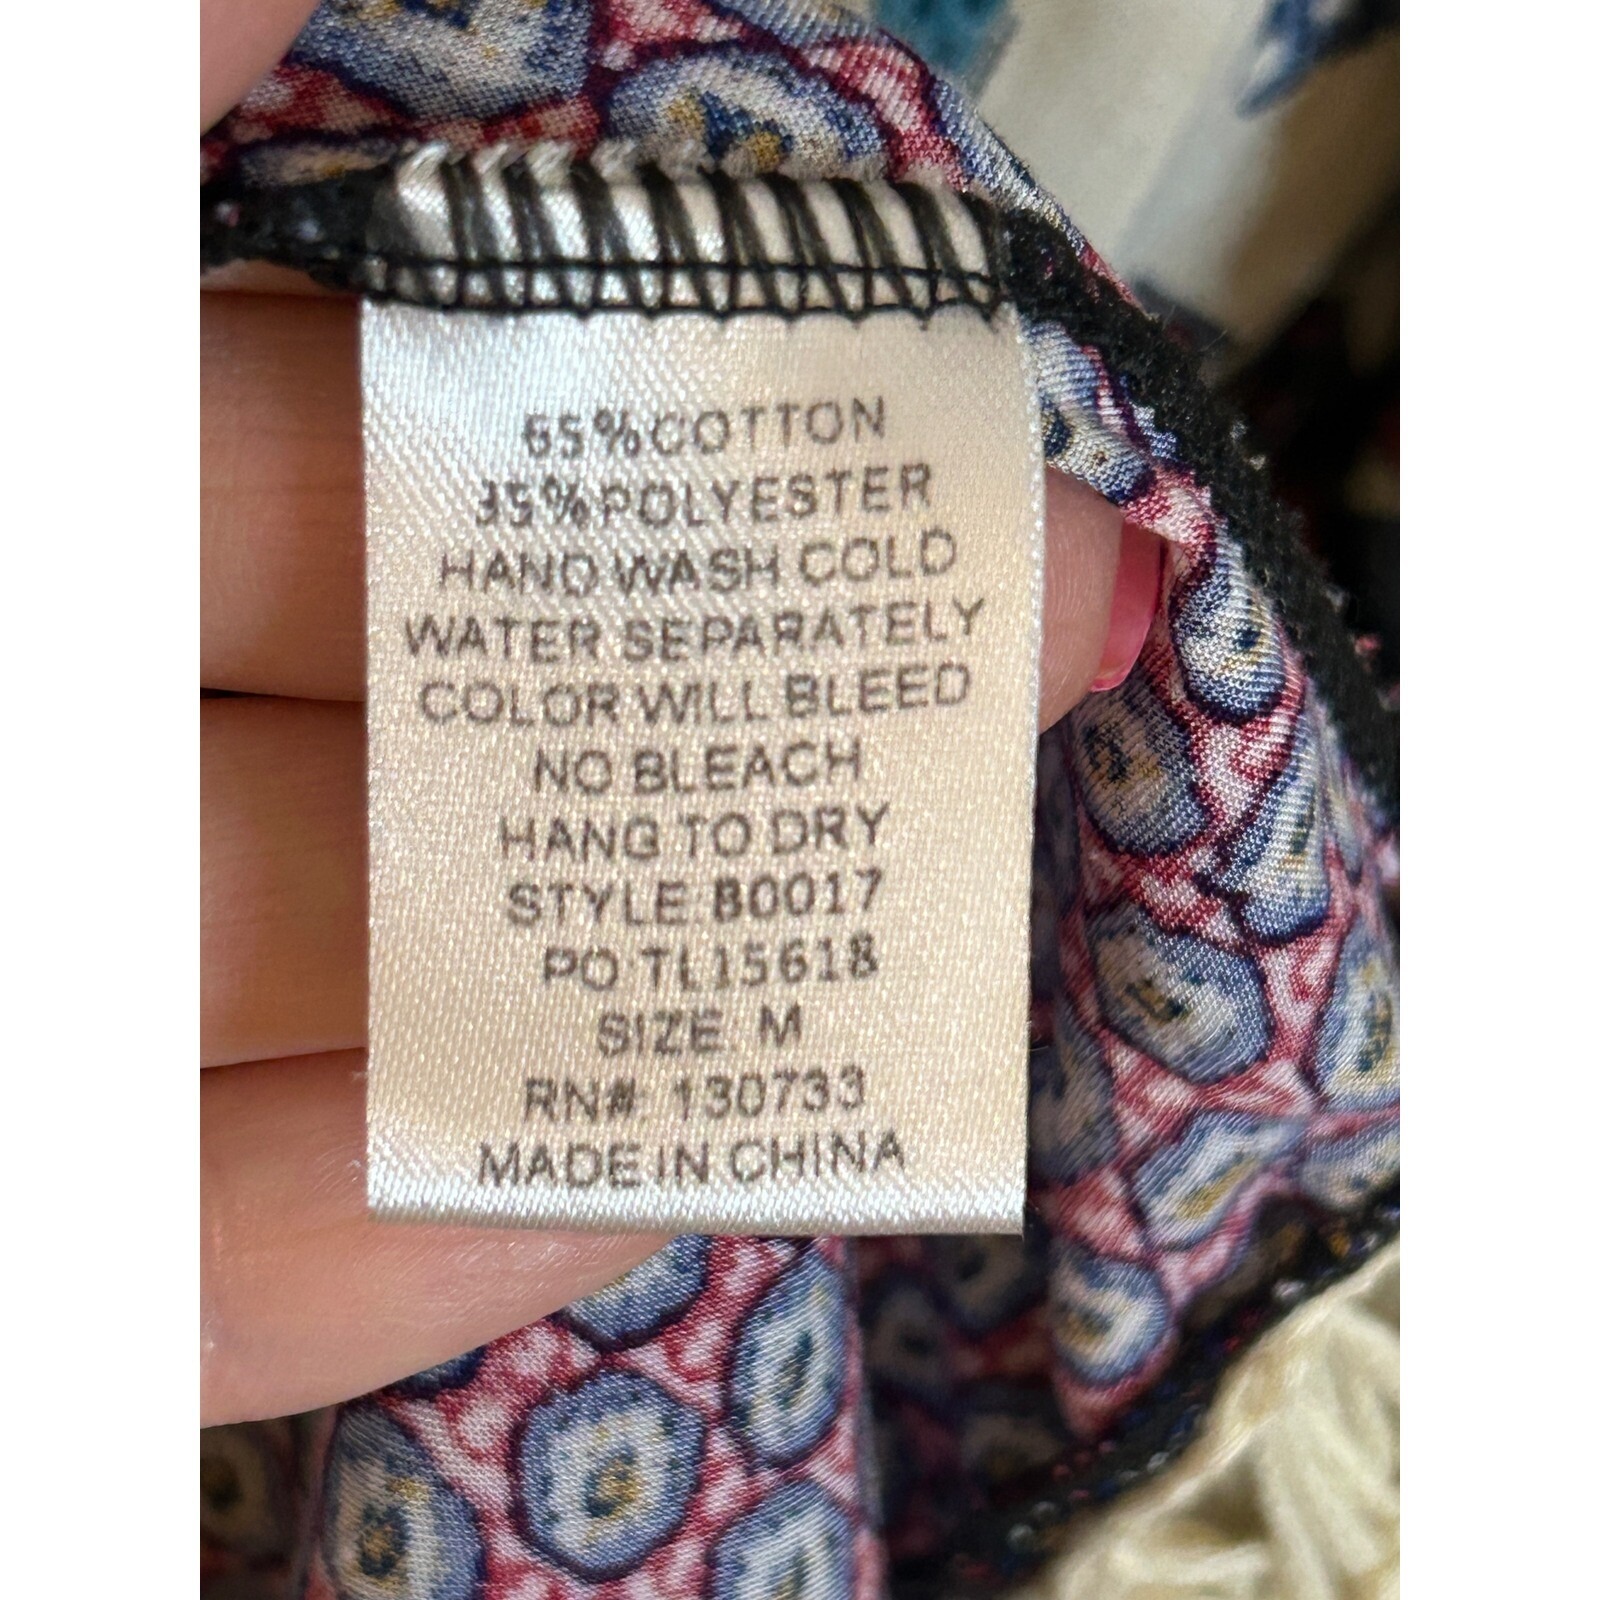 65% COTTON
35% POLYESTER
HAND WASH COLD
WATER SEPARATELY
COLOR WILL BLEED
NO BLEACH
HANG TO DRY
STYLE: B0017
PO: TL15618
SIZE: M
RN#: 130733
MADE IN CHINA